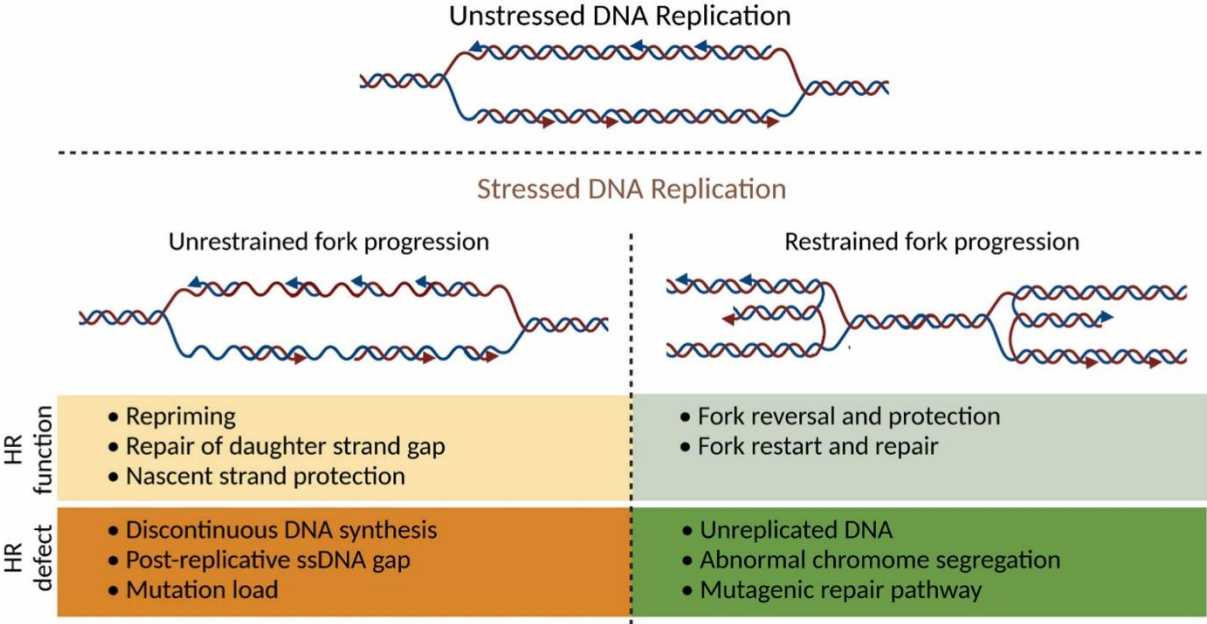 Unstressed DNA Replication
Stressed DNA Replication
Unrestrained fork progression
Restrained fork progression
HR
function
• Repriming
• Repair of daughter strand gap
• Nascent strand protection
• Fork reversal and protection
• Fork restart and repair
HR
defect
• Discontinuous DNA synthesis
• Post-replicative ssDNA gap
• Mutation load
• Unreplicated DNA
• Abnormal chromome segregation
• Mutagenic repair pathway